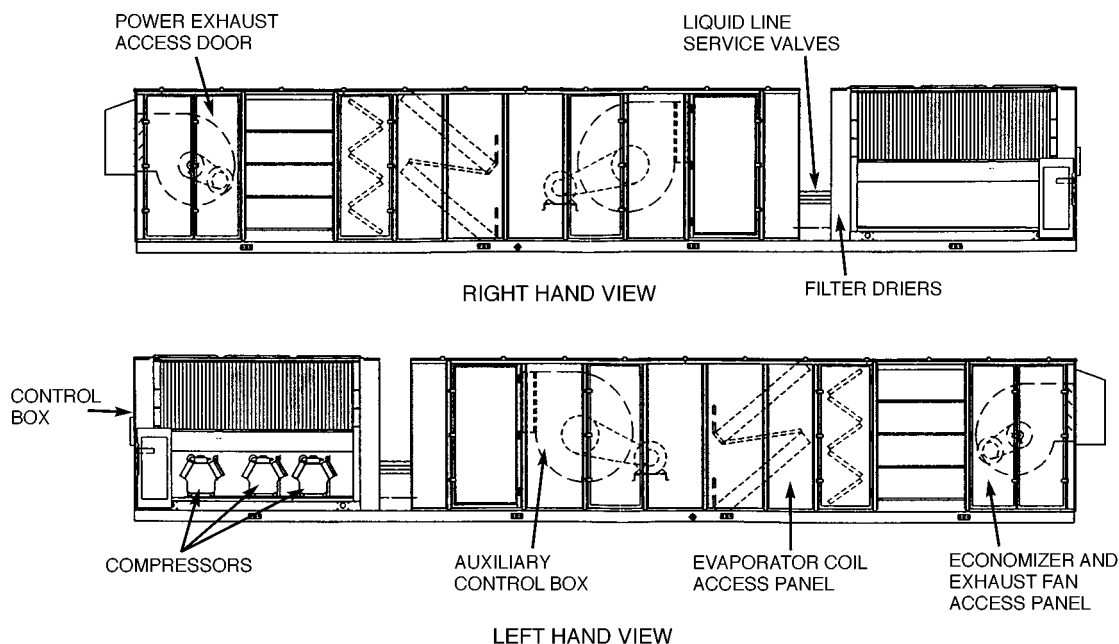 POWER EXHAUST
ACCESS DOOR
LIQUID LINE
SERVICE VALVES
RIGHT HAND VIEW
FILTER DRIERS
CONTROL
BOX
COMPRESSORS
AUXILIARY
CONTROL BOX
EVAPORATOR COIL
ACCESS PANEL
ECONOMIZER AND
EXHAUST FAN
ACCESS PANEL
LEFT HAND VIEW